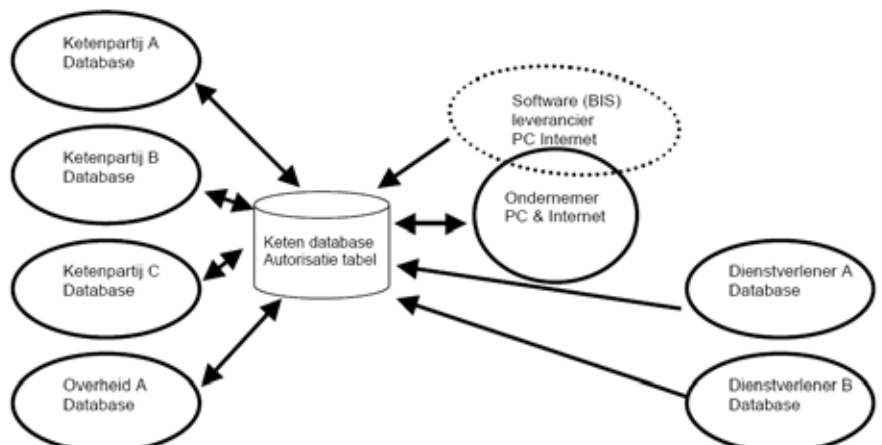 Ketenpartij A
Database
Ketenpartij B
Database
Ketenpartij C
Database
Overheid A
Database
Keten database
Autorisatie tabel
Software (BIS)
leverancier
PC Internet
Ondernemer
PC & Internet
Dienstverlener A
Database
Dienstverlener B
Database